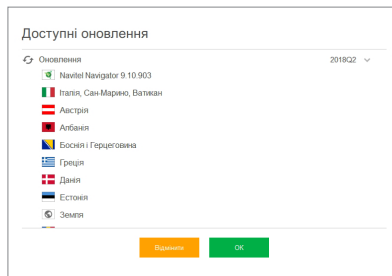 Доступні оновлення
Оновлення 2018Q2
Navitel Navigator 9.10.903
Італія, Сан-Марино, Ватикан
Австрія
Албанія
Боснія і Герцеговина
Греція
Данія
Естонія
Земля
Відмінити OK